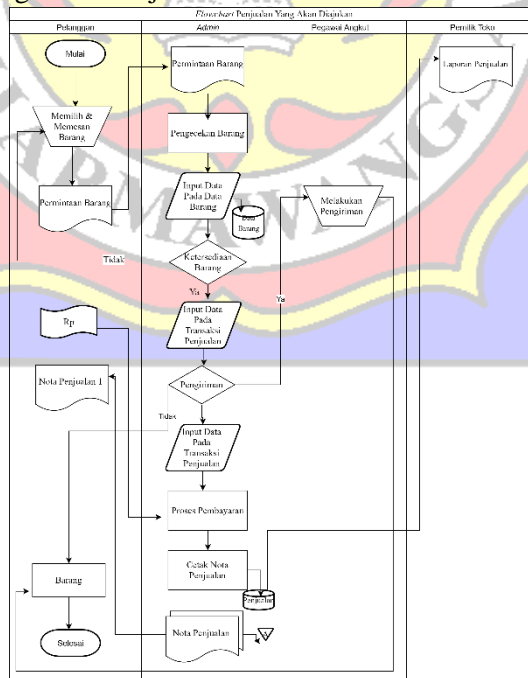 Flowchart Penjualan Yang Akan Diajukan
Pelanggan
Admin
Pegawai Angkut
Pemilik Toko
Mulai
Permintaan Barang
Laporan Penjualan
Memilih &
Memesan
Barang
Pengecekan Barang
Permintaan Barang
Input Data
Pada Data
Barang
Data
Barang
Melakukan
Pengiriman
Tidak
Ketersediaan
Barang
Ya
Ya
Rp
Input Data
Pada
Transaksi
Penjualan
Nota Penjualan 1
Pengiriman
Tidak
Input Data
Pada
Transaksi
Penjualan
Proses Pembayaran
Barang
Cetak Nota
Penjualan
Penjualan
Selesai
Nota Penjualan